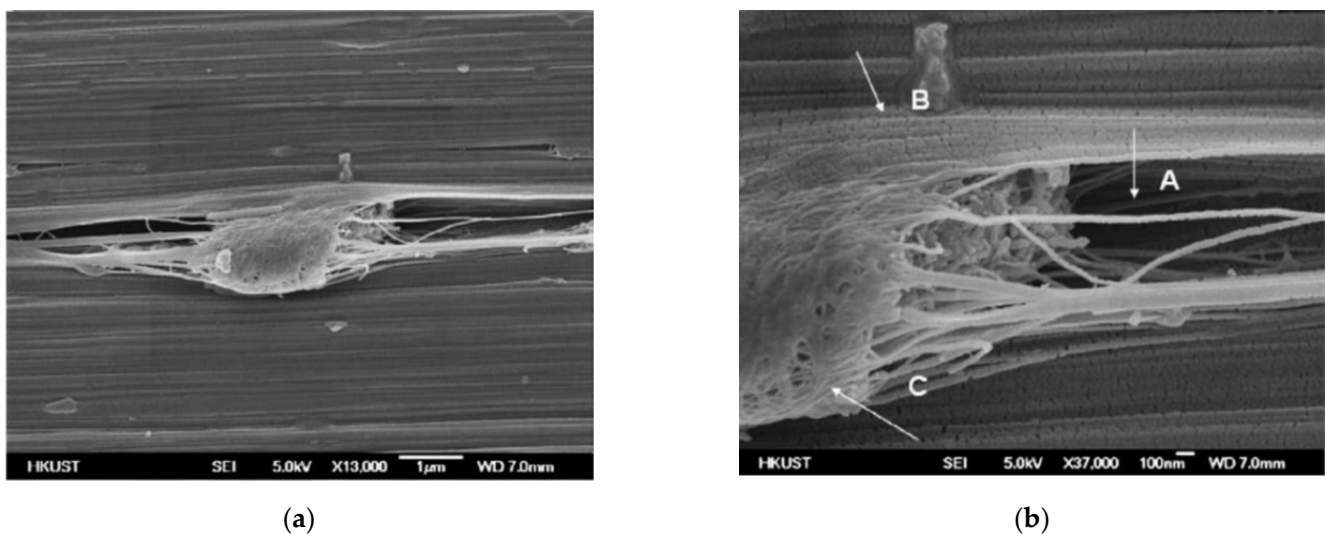 B
A
C
HKUST SEI 5.0kV X13,000 1μm WD 7.0mm
HKUST SEI 5.0kV X37,000 100nm WD 7.0mm
(a)
(b)